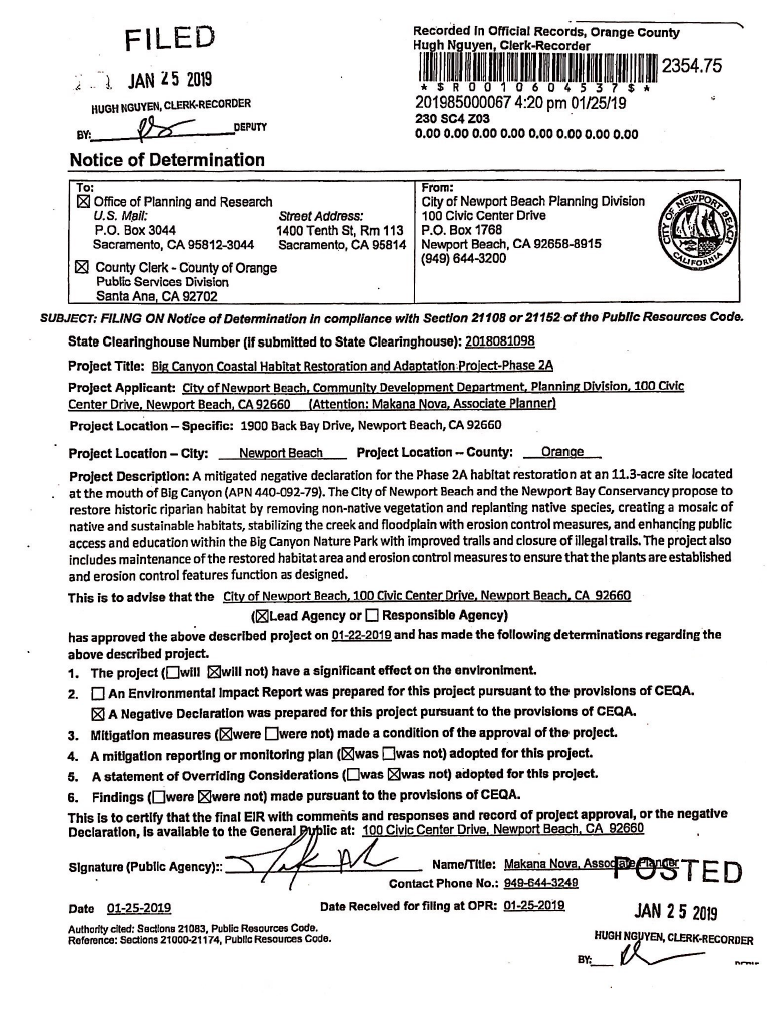 FILED
JAN 25 2019
HUGH NGUYEN, CLERK-RECORDER
BY: DEPUTY
Recorded in Official Records, Orange County
Hugh Nguyen, Clerk-Recorder
2354.75
* $ R 0 0 1 0 6 0 4 5 3 7 $ *
201985000067 4:20 pm 01/25/19
230 SC4 Z03
0.00 0.00 0.00 0.00 0.00 0.00 0.00 0.00
Notice of Determination
To:
☒ Office of Planning and Research
U.S. Mail: Street Address:
P.O. Box 3044 1400 Tenth St, Rm 113
Sacramento, CA 95812-3044 Sacramento, CA 95814
☒ County Clerk - County of Orange
Public Services Division
Santa Ana, CA 92702
From:
City of Newport Beach Planning Division
100 Civic Center Drive
P.O. Box 1768
Newport Beach, CA 92658-8915
(949) 644-3200
CITY OF NEWPORT BEACH
CALIFORNIA
SUBJECT: FILING ON Notice of Determination in compliance with Section 21108 or 21152 of the Public Resources Code.
State Clearinghouse Number (if submitted to State Clearinghouse): 2018081098
Project Title: Big Canyon Coastal Habitat Restoration and Adaptation Project-Phase 2A
Project Applicant: City of Newport Beach, Community Development Department, Planning Division, 100 Civic
Center Drive, Newport Beach, CA 92660 (Attention: Makana Nova, Associate Planner)
Project Location – Specific: 1900 Back Bay Drive, Newport Beach, CA 92660
Project Location – City: Newport Beach Project Location – County: Orange
Project Description: A mitigated negative declaration for the Phase 2A habitat restoration at an 11.3-acre site located
at the mouth of Big Canyon (APN 440-092-79). The City of Newport Beach and the Newport Bay Conservancy propose to
restore historic riparian habitat by removing non-native vegetation and replanting native species, creating a mosaic of
native and sustainable habitats, stabilizing the creek and floodplain with erosion control measures, and enhancing public
access and education within the Big Canyon Nature Park with improved trails and closure of illegal trails. The project also
includes maintenance of the restored habitat area and erosion control measures to ensure that the plants are established
and erosion control features function as designed.
This is to advise that the City of Newport Beach, 100 Civic Center Drive, Newport Beach, CA 92660
(☒Lead Agency or ☐ Responsible Agency)
has approved the above described project on 01-22-2019 and has made the following determinations regarding the
above described project.
1. The project (☐will ☒will not) have a significant effect on the environment.
2. ☐ An Environmental Impact Report was prepared for this project pursuant to the provisions of CEQA.
☒ A Negative Declaration was prepared for this project pursuant to the provisions of CEQA.
3. Mitigation measures (☒were ☐were not) made a condition of the approval of the project.
4. A mitigation reporting or monitoring plan (☒was ☐was not) adopted for this project.
5. A statement of Overriding Considerations (☐was ☒was not) adopted for this project.
6. Findings (☐were ☒were not) made pursuant to the provisions of CEQA.
This is to certify that the final EIR with comments and responses and record of project approval, or the negative
Declaration, is available to the General Public at: 100 Civic Center Drive, Newport Beach, CA 92660
Signature (Public Agency):: Name/Title: Makana Nova, Associate Planner
Contact Phone No.: 949-644-3249
POSTED
Date 01-25-2019 Date Received for filing at OPR: 01-25-2019
JAN 25 2019
Authority cited: Sections 21083, Public Resources Code.
Reference: Sections 21000-21174, Public Resources Code.
HUGH NGUYEN, CLERK-RECORDER
BY: